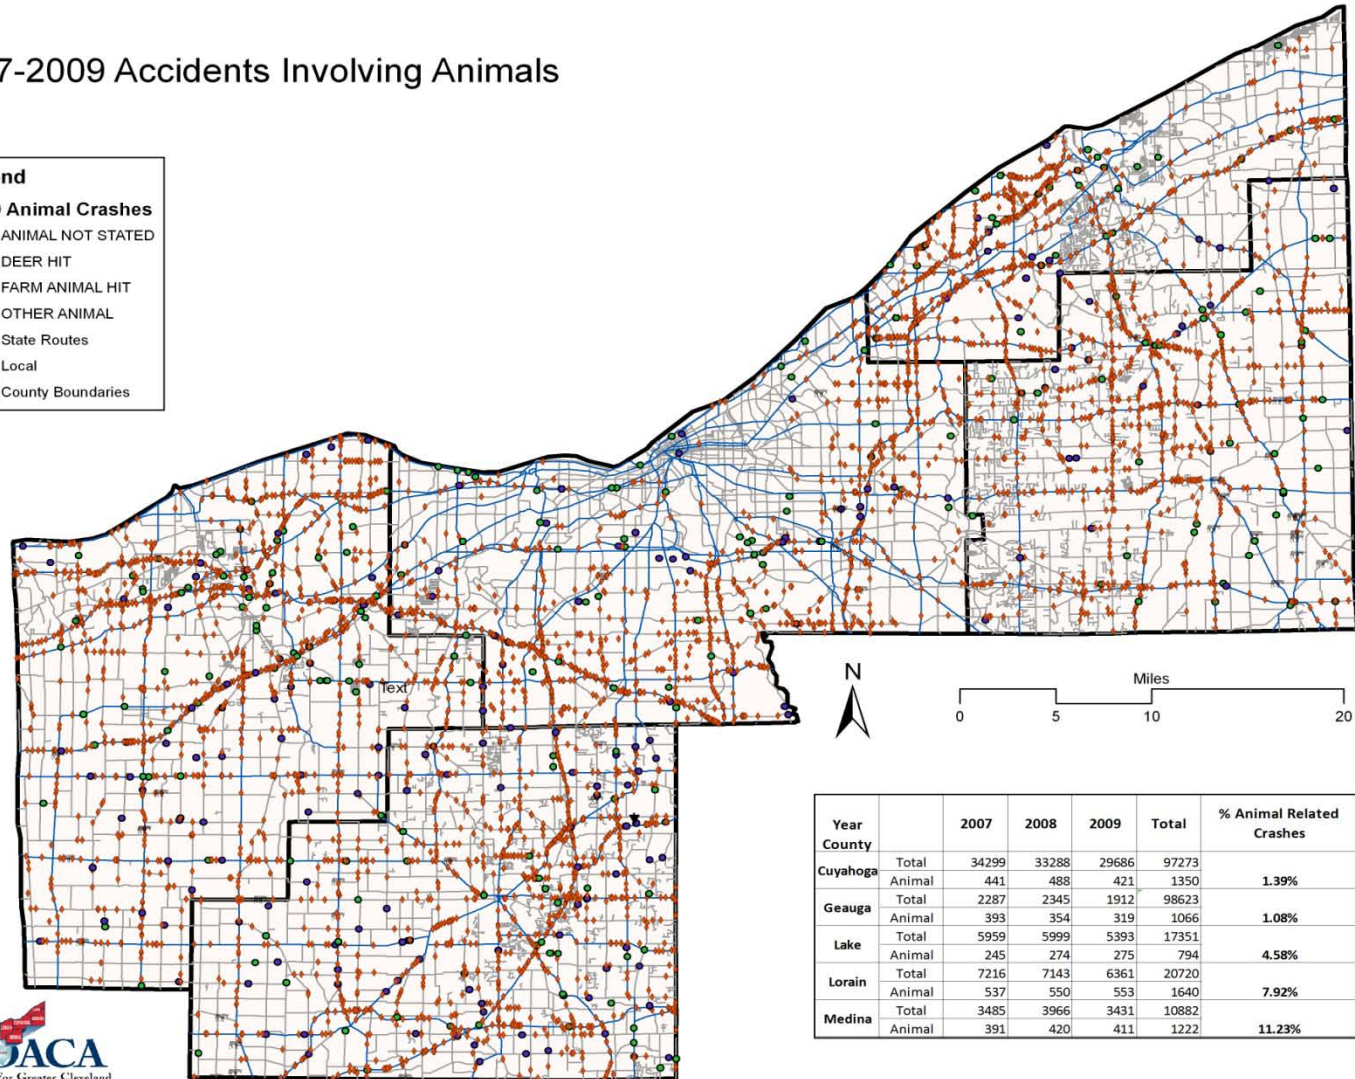 7-2009 Accidents Involving Animals
nd
Animal Crashes
ANIMAL NOT STATED
DEER HIT
FARM ANIMAL HIT
OTHER ANIMAL
State Routes
Local
County Boundaries
Text
N
Miles
0 5 10 20
Year County 2007 2008 2009 Total % Animal Related Crashes
Cuyahoga Total 34299 33288 29686 97273
Animal 441 488 421 1350 1.39%
Geauga Total 2287 2345 1912 98623
Animal 393 354 319 1066 1.08%
Lake Total 5959 5999 5393 17351
Animal 245 274 275 794 4.58%
Lorain Total 7216 7143 6361 20720
Animal 537 550 553 1640 7.92%
Medina Total 3485 3966 3431 10882
Animal 391 420 411 1222 11.23%
OACA
For Greater Cleveland